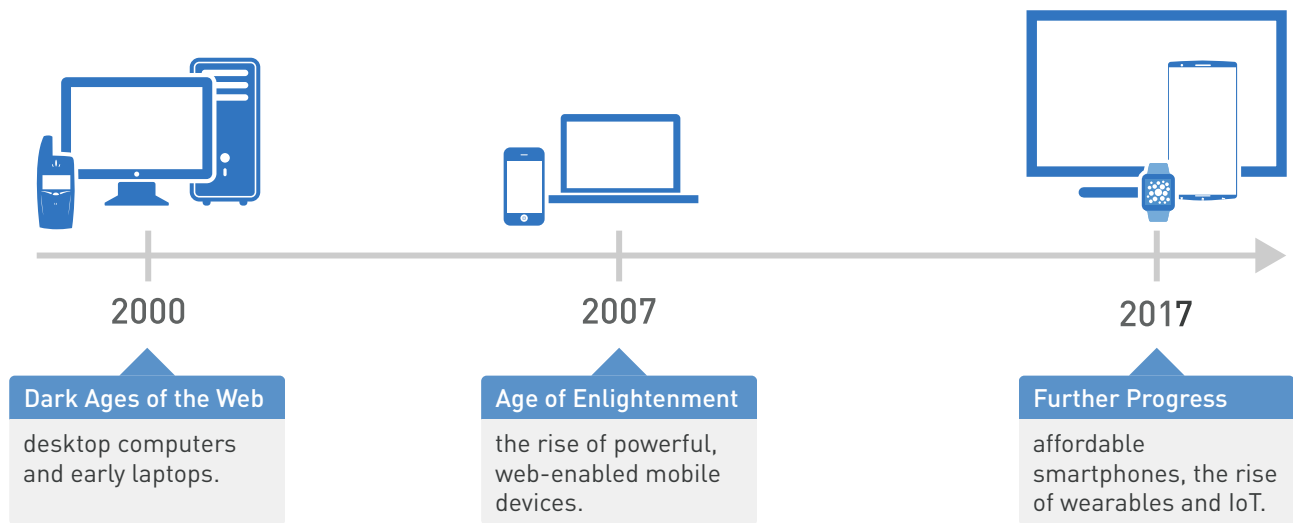 2000
2007
2017
Dark Ages of the Web
desktop computers
and early laptops.
Age of Enlightenment
the rise of powerful,
web-enabled mobile
devices.
Further Progress
affordable
smartphones, the rise
of wearables and IoT.